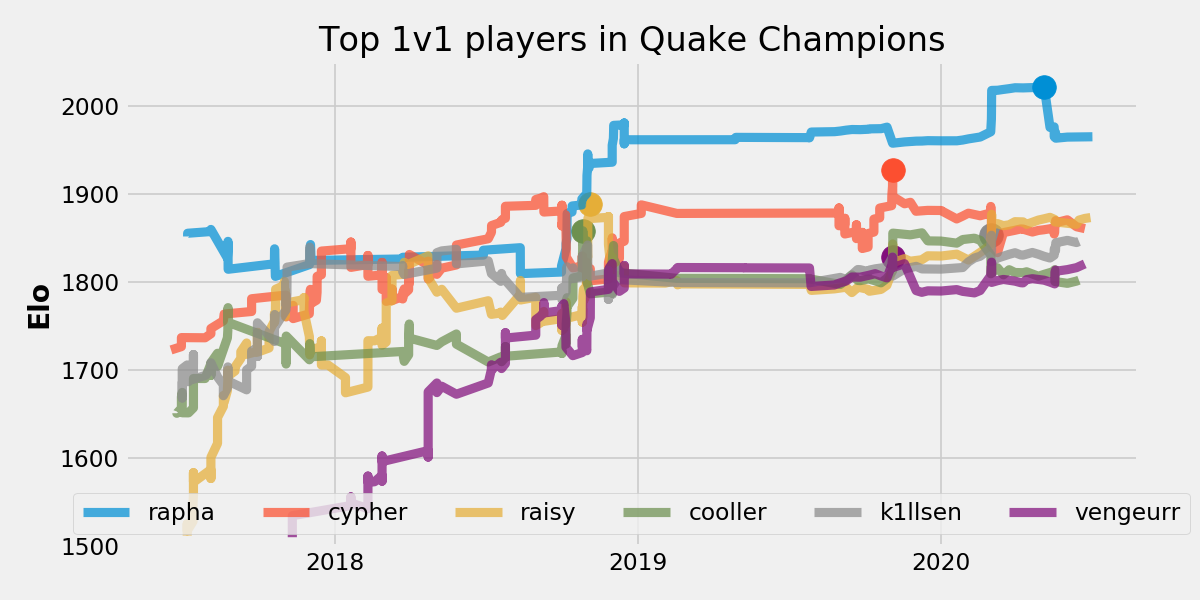 Top 1v1 players in Quake Champions
Elo
2000
1900
1800
1700
1600
1500
rapha cypher raisy cooller k1llsen vengeurr
2018 2019 2020